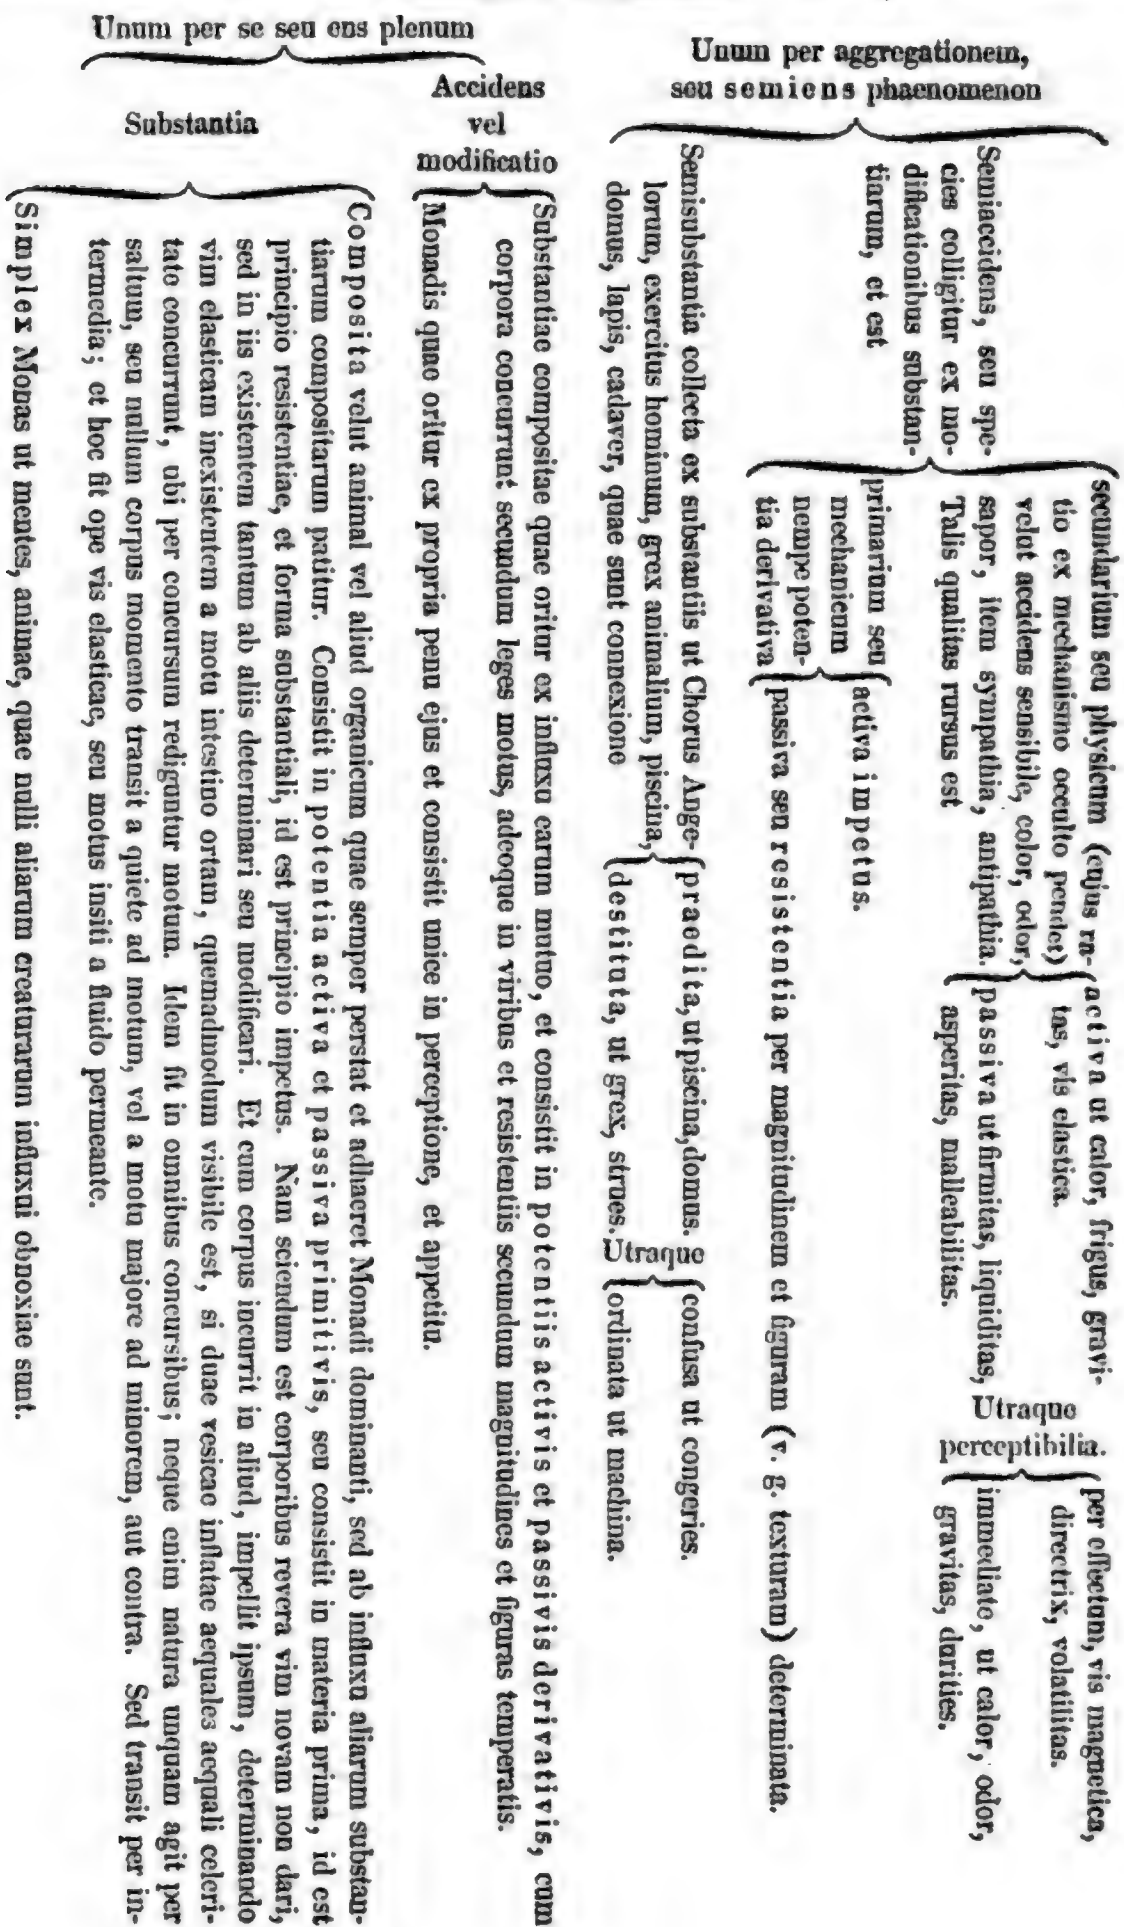 Unum per se seu ens plenum
Substantia
Simplex Monas ut mentes, animae, quae nulli aliarum creaturarum influxui obnoxiae sunt.
Composita velut animal vel aliud organicum quae semper perstat et adhaeret Monadi dominanti, sed ab influxu aliarum substan-
tiarum compositarum patitur. Consistit in potentia activa et passiva primitivis, seu consistit in materia prima, id est
principio resistentiae, et forma substantiali, id est principio impetus. Nam sciendum est corporibus revera vim novam non dari,
sed in iis existentem tantum ab aliis determinari seu modificari. Et cum corpus incurrit in aliud, impellit ipsum, determinando
vim elasticam inexistentem a motu intestino ortam, quemadmodum visibile est, si duae vesicae inflatae aequales aequali celeri-
tate concurrunt, ubi per concursum rediguntur motum. Idem fit in omnibus concursibus; neque enim natura unquam agit per
saltum, seu nullum corpus momento transit a quiete ad motum, vel a motu majore ad minorem, aut contra. Sed transit per in-
termedia; et hoc fit ope vis elasticae, seu motus insiti a fluido permeante.
Accidens
vel
modificatio
Monadis quae oritur ex propria penu ejus et consistit unice in perceptione, et appetitu.
Substantiae compositae quae oritur ex influxu earum mutuo, et consistit in potentiis activis et passivis derivativis, cum
corpora concurrunt secundum leges motus, adeoque in viribus et resistentiis secundum magnitudines et figuras temperatis.
Unum per aggregationem,
seu semiens phaenomenon
Semisubstantia collecta ex substantiis ut Chorus Ange-
lorum, exercitus hominum, grex animalium, piscina,
domus, lapis, cadaver, quae sunt connexione
praedita, ut piscina, domus.
destituta, ut grex, strues.
Utraque
confusa ut congeries.
ordinata ut machina.
Semiaccidens, seu spe-
cies colligitur ex mo-
dificationibus substan-
tiarum, et est
primarium seu
mechanicum
nempe poten-
tia derivativa
activa impetus.
passiva seu resistentia per magnitudinem et figuram (v. g. texturam) determinata.
secundarium seu physicum (cujus ra-
tio ex mechanismo occulto pendet)
velut accidens sensibile, color, odor,
sapor, item sympathia, antipathia.
Talis qualitas rursus est
activa ut calor, frigus, gravi-
tas, vis elastica.
passiva ut firmitas, liquiditas,
asperitas, malleabilitas.
Utraque
perceptibilia.
per effectum, vis magnetica,
directrix, volatilitas.
immediate, ut calor, odor,
gravitas, durities.